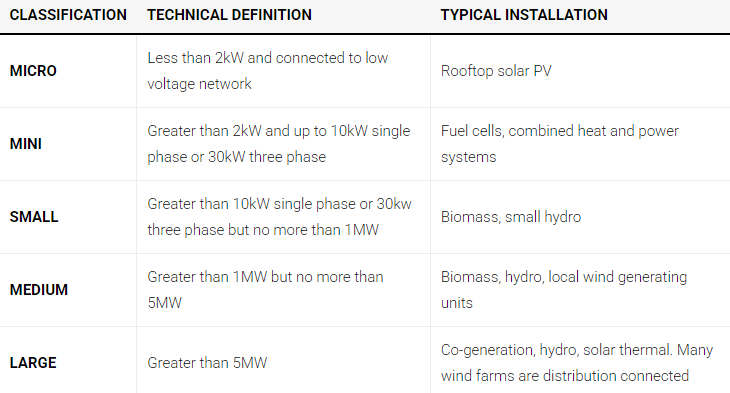 CLASSIFICATION TECHNICAL DEFINITION TYPICAL INSTALLATION
MICRO
Less than 2kW and connected to low
voltage network
Rooftop solar PV
MINI
Greater than 2kW and up to 10kW single
phase or 30kW three phase
Fuel cells, combined heat and power
systems
SMALL
Greater than 10kW single phase or 30kw
three phase but no more than 1MW
Biomass, small hydro
MEDIUM
Greater than 1MW but no more than
5MW
Biomass, hydro, local wind generating
units
LARGE
Greater than 5MW
Co-generation, hydro, solar thermal. Many
wind farms are distribution connected